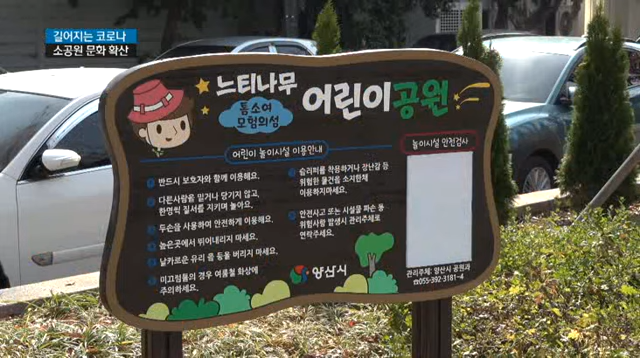 길어지는 코로나
소공원 문화 확산
느티나무 어린이공원
통소여
모험의성
어린이 놀이시설 이용안내
반드시 보호자와 함께 이용해요.
다른사람을 밀거나 당기지 않고,
한명씩 질서를 지키며 놀아요.
두손을 사용하여 안전하게 이용해요.
높은곳에서 뛰어내리지 마세요.
날카로운 유리 등을 버리지 마세요.
미끄럼틀의 경우 여름철 화상에
주의하세요.
슬리퍼를 착용하거나 장난감 등
위험한 물건을 소지한채
이용하지마세요.
안전사고 또는 시설물 파손 등
위험사항 발생시 관리주체로
연락주세요.
놀이시설 안전검사
양산시
관리주체: 양산시 공원과
☎055-392-3181~4